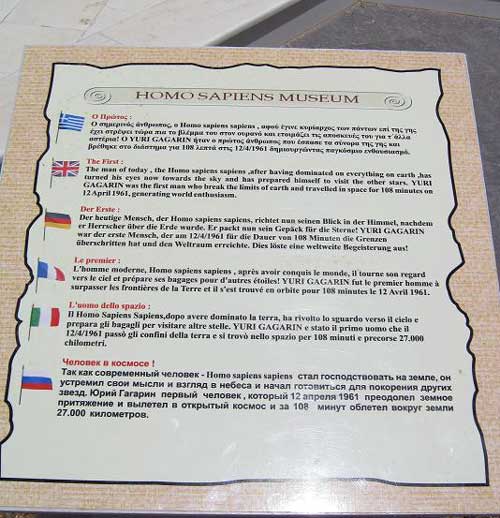 HOMO SAPIENS MUSEUM
Ο Πρώτος :
Ο σημερινός άνθρωπος, ο Homo sapiens sapiens , αφού έγινε κυρίαρχος των πάντων επί της γης
έχει στρέψει τώρα πια το βλέμμα του στον ουρανό και ετοιμάζει τις αποσκευές του για τ΄άλλα
αστέρια! Ο YURI GAGARIN ήταν ο πρώτος άνθρωπος που έσπασε τα σύνορα της γης και
βρέθηκε στο διάστημα για 108 λεπτά στις 12/4/1961 δημιουργώντας παγκόσμιο ενθουσιασμό.
The First :
The man of today , the Homo sapiens sapiens ,after having dominated on everything on earth ,has
turned his eyes now towards the sky and has prepared himself to visit the other stars. YURI
GAGARIN was the first man who break the limits of earth and travelled in space for 108 minutes on
12 April 1961, generating world enthusiasm.
Der Erste :
Der heutige Mensch, der Homo sapiens sapiens, richtet nun seinen Blick in der Himmel, nachdem
er Herrscher über die Erde wurde. Er packt nun sein Gepäck für die Sterne! YURI GAGARIN
war der erste Mensch, der am 12/4/1961 für die Dauer von 108 Minuten die Grenzen
überschritten hat und den Weltraum erreichte. Dies löste eine weltweite Begeisterung aus!
Le premier :
L'homme moderne, Homo sapiens sapiens , après avoir conquis le monde, il tourne son regard
vers le ciel et prépare ses bagages pour d'autres étoiles! YURI GAGARIN fut le premier homme à
surpasser les frontières de la Terre et il s'est trouvé en orbite pour 108 minutes le 12 Avril 1961.
L'uomo dello spazio :
Il Homo Sapiens Sapiens,dopo avere dominato la terra, ha rivolto lo sguardo verso il cielo e
prepara gli bagagli per visitare altre stelle. YURI GAGARIN e stato il primo uomo che il
12/4/1961 passò gli confini della terra e si trovò nello spazio per 108 minuti e percorse 27.000
chilometri.
Человек в космосе !
Так как современный человек - Homo sapiens sapiens стал господствовать на земле, он
устремил свои мысли и взгляд в небеса и начал готовиться для покорения других
звезд. Юрий Гагарин первый человек , который 12 апреля 1961 преодолел земное
притяжение и вылетел в открытый космос и за 108 минут облетел вокруг земли
27.000 километров.